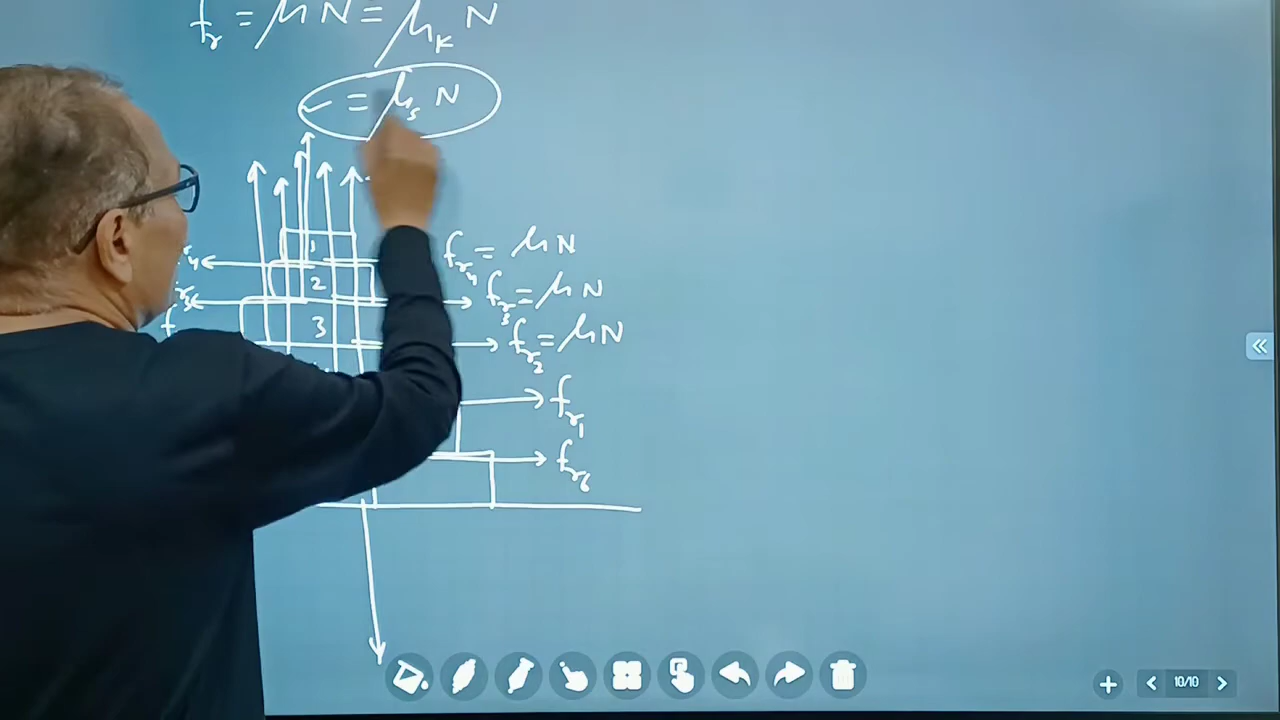 fᵣ = μN = μₖ N
= μₛ N
1
fᵣ₄ = μN
2
fᵣ₃ = μN
3
fᵣ₂ = μN
fᵣ₁
fᵣ₆
10/10